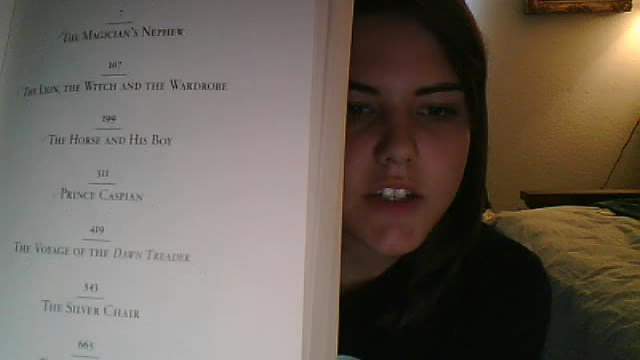 7
The Magician's Nephew
107
The Lion, the Witch and the Wardrobe
199
The Horse and His Boy
311
Prince Caspian
419
The Voyage of the Dawn Treader
543
The Silver Chair
663